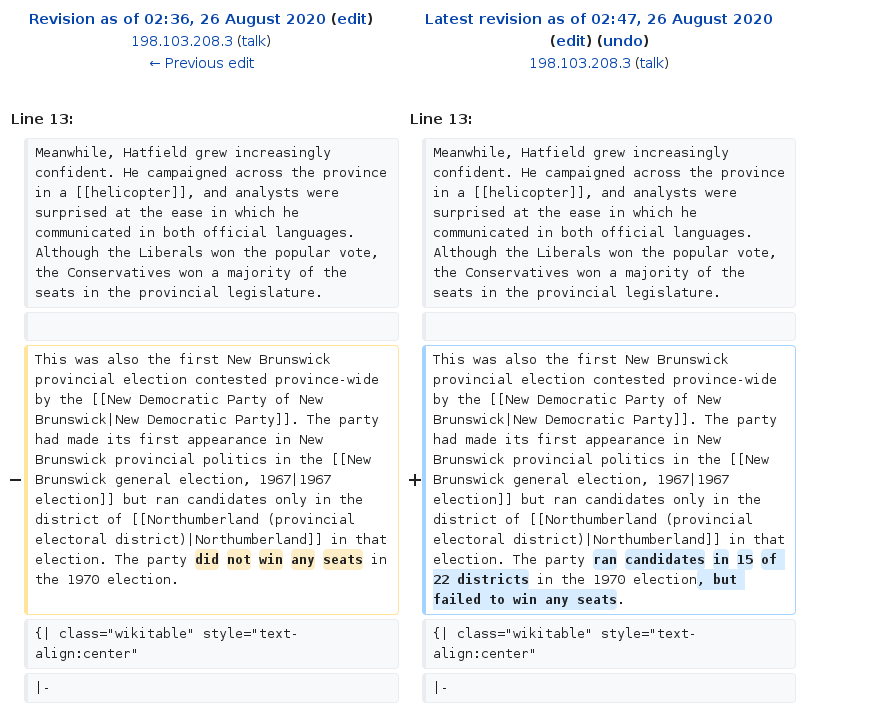 Revision as of 02:36, 26 August 2020 (edit)
198.103.208.3 (talk)
← Previous edit
Latest revision as of 02:47, 26 August 2020
(edit) (undo)
198.103.208.3 (talk)
Line 13:
Line 13:
Meanwhile, Hatfield grew increasingly
confident. He campaigned across the province
in a [[helicopter]], and analysts were
surprised at the ease in which he
communicated in both official languages.
Although the Liberals won the popular vote,
the Conservatives won a majority of the
seats in the provincial legislature.
Meanwhile, Hatfield grew increasingly
confident. He campaigned across the province
in a [[helicopter]], and analysts were
surprised at the ease in which he
communicated in both official languages.
Although the Liberals won the popular vote,
the Conservatives won a majority of the
seats in the provincial legislature.
−
This was also the first New Brunswick
provincial election contested province-wide
by the [[New Democratic Party of New
Brunswick|New Democratic Party]]. The party
had made its first appearance in New
Brunswick provincial politics in the [[New
Brunswick general election, 1967|1967
election]] but ran candidates only in the
district of [[Northumberland (provincial
electoral district)|Northumberland]] in that
election. The party did not win any seats in
the 1970 election.
+
This was also the first New Brunswick
provincial election contested province-wide
by the [[New Democratic Party of New
Brunswick|New Democratic Party]]. The party
had made its first appearance in New
Brunswick provincial politics in the [[New
Brunswick general election, 1967|1967
election]] but ran candidates only in the
district of [[Northumberland (provincial
electoral district)|Northumberland]] in that
election. The party ran candidates in 15 of
22 districts in the 1970 election, but
failed to win any seats.
{| class="wikitable" style="text-
align:center"
{| class="wikitable" style="text-
align:center"
|-
|-